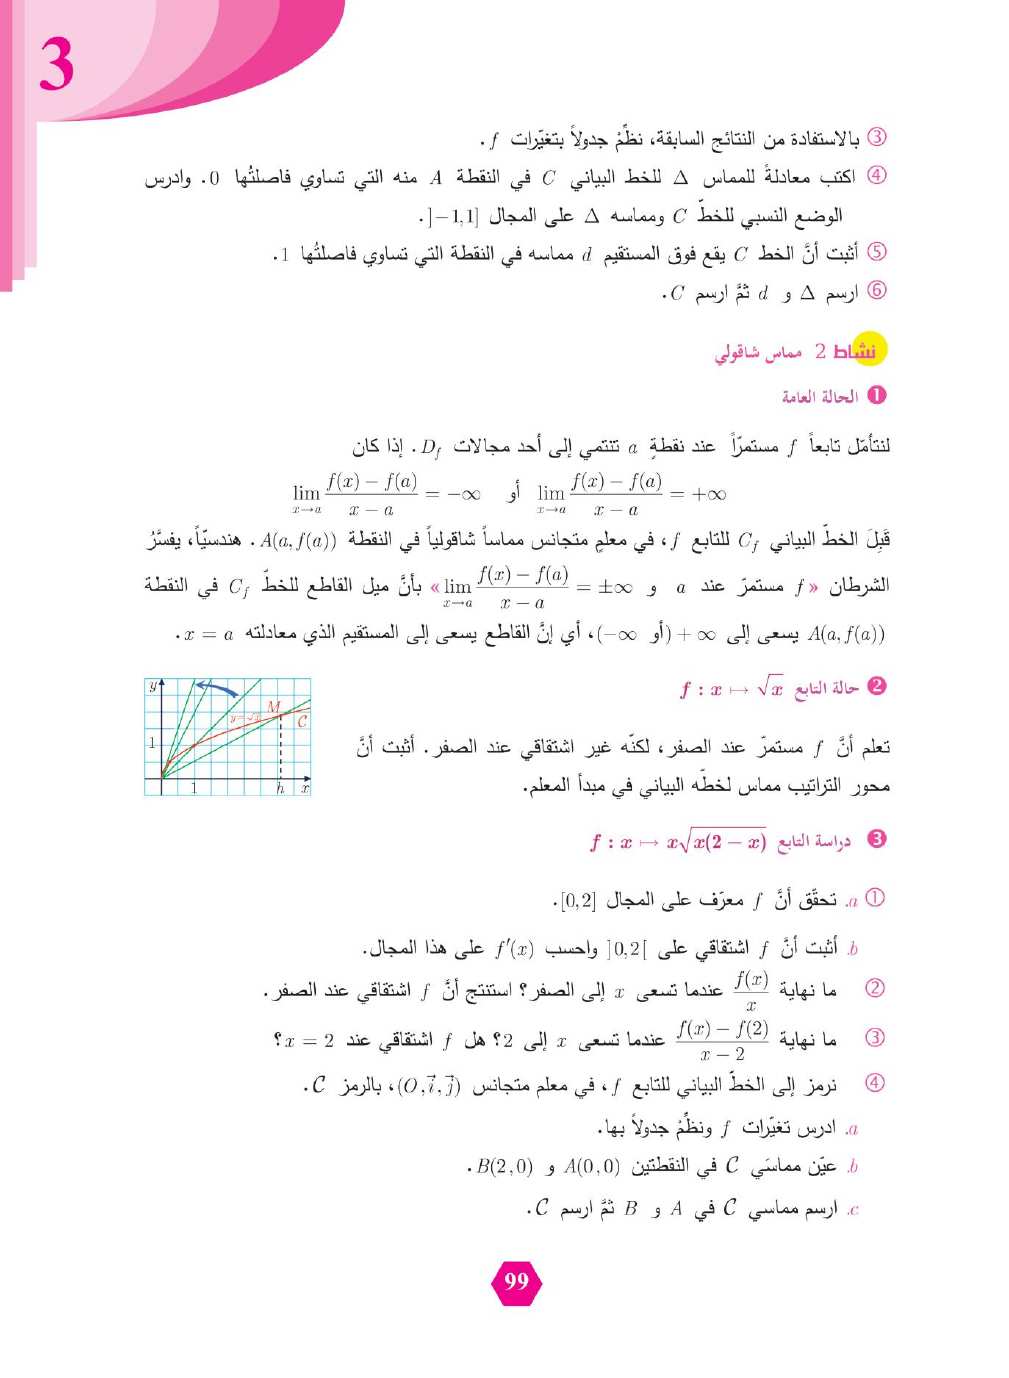 3
③ بالاستفادة من النتائج السابقة، نظِّمْ جدولاً بتغيّرات f.
④ اكتب معادلةً للمماس Δ للخط البياني C في النقطة A منه التي تساوي فاصلتُها 0. وادرس
الوضع النسبي للخطّ C ومماسه Δ على المجال ]−1,1[.
⑤ أثبت أنَّ الخط C يقع فوق المستقيم d مماسه في النقطة التي تساوي فاصلتُها 1.
⑥ ارسم Δ و d ثمَّ ارسم C.
نشاط 2 مماس شاقولي
❶ الحالة العامة
لنتأمّل تابعاً f مستمرّاً عند نقطةٍ a تنتمي إلى أحد مجالات D_f. إذا كان
lim_{x→a} (f(x) − f(a))/(x − a) = +∞ أو lim_{x→a} (f(x) − f(a))/(x − a) = −∞
قَبِلَ الخطّ البياني C_f للتابع f، في معلمٍ متجانس مماساً شاقولياً في النقطة A(a, f(a)). هندسيّاً، يفسَّرُ
الشرطان «f مستمرّ عند a و lim_{x→a} (f(x) − f(a))/(x − a) = ±∞» بأنَّ ميل القاطع للخطّ C_f في النقطة
A(a, f(a)) يسعى إلى +∞ (أو −∞)، أي إنَّ القاطع يسعى إلى المستقيم الذي معادلته x = a.
❷ حالة التابع f : x ↦ √x
y
M
y=√x
C
1
1
h
x
تعلم أنَّ f مستمرّ عند الصفر، لكنّه غير اشتقاقي عند الصفر. أثبت أنَّ
محور التراتيب مماس لخطّه البياني في مبدأ المعلم.
❸ دراسة التابع f : x ↦ x√(x(2 − x))
① a. تحقّق أنَّ f معرّف على المجال [0,2].
b. أثبت أنَّ f اشتقاقي على ]0,2[ واحسب f′(x) على هذا المجال.
② ما نهاية f(x)/x عندما تسعى x إلى الصفر؟ استنتج أنَّ f اشتقاقي عند الصفر.
③ ما نهاية (f(x) − f(2))/(x − 2) عندما تسعى x إلى 2؟ هل f اشتقاقي عند x = 2؟
④ نرمز إلى الخطّ البياني للتابع f، في معلم متجانس (O, i⃗, j⃗)، بالرمز C.
a. ادرس تغيّرات f ونظِّمْ جدولاً بها.
b. عيّن مماسَي C في النقطتين A(0,0) و B(2,0).
c. ارسم مماسي C في A و B ثمَّ ارسم C.
99